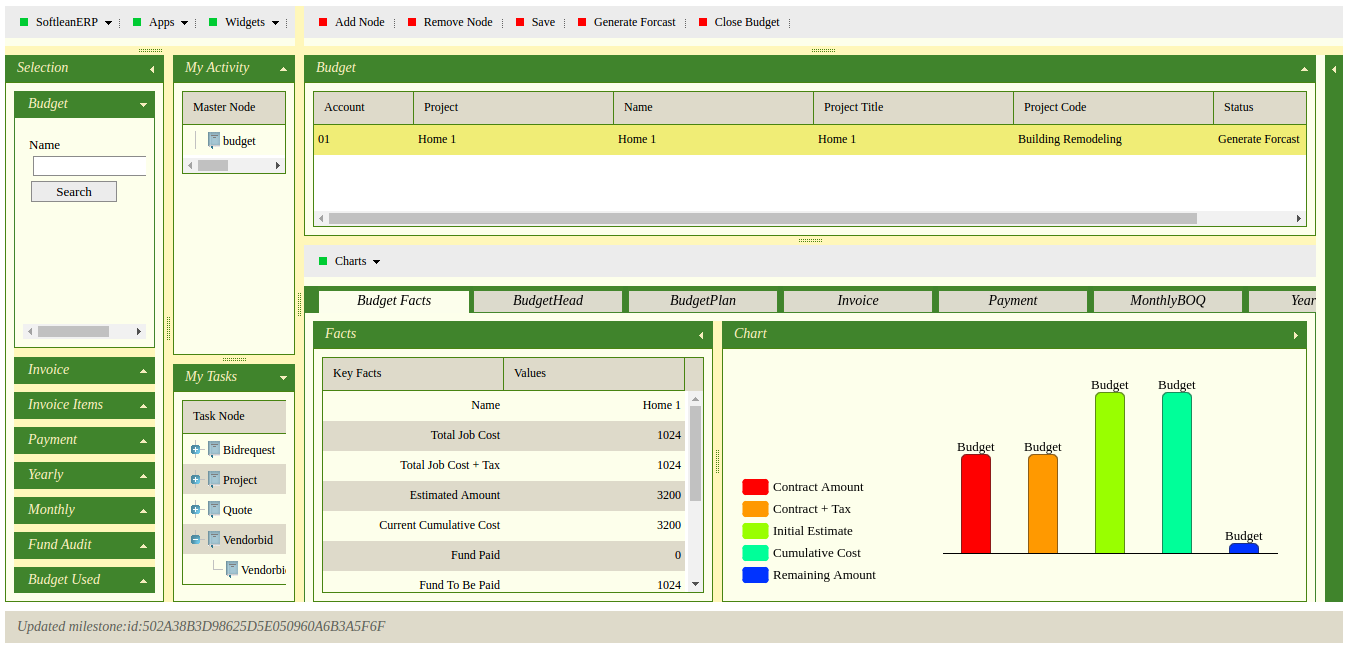 SoftleanERP Apps Widgets Add Node Remove Node Save Generate Forcast Close Budget
Selection
Budget
Name
Search
Invoice
Invoice Items
Payment
Yearly
Monthly
Fund Audit
Budget Used
My Activity
Master Node
budget
My Tasks
Task Node
Bidrequest
Project
Quote
Vendorbid
Vendorbi
Budget
Account Project Name Project Title Project Code Status
01 Home 1 Home 1 Home 1 Building Remodeling Generate Forcast
Charts
Budget Facts BudgetHead BudgetPlan Invoice Payment MonthlyBOQ Year
Facts
Key Facts Values
Name Home 1
Total Job Cost 1024
Total Job Cost + Tax 1024
Estimated Amount 3200
Current Cumulative Cost 3200
Fund Paid 0
Fund To Be Paid 1024
Chart
Budget Budget
Budget Budget
Budget
Contract Amount
Contract + Tax
Initial Estimate
Cumulative Cost
Remaining Amount
Updated milestone:id:502A38B3D98625D5E050960A6B3A5F6F